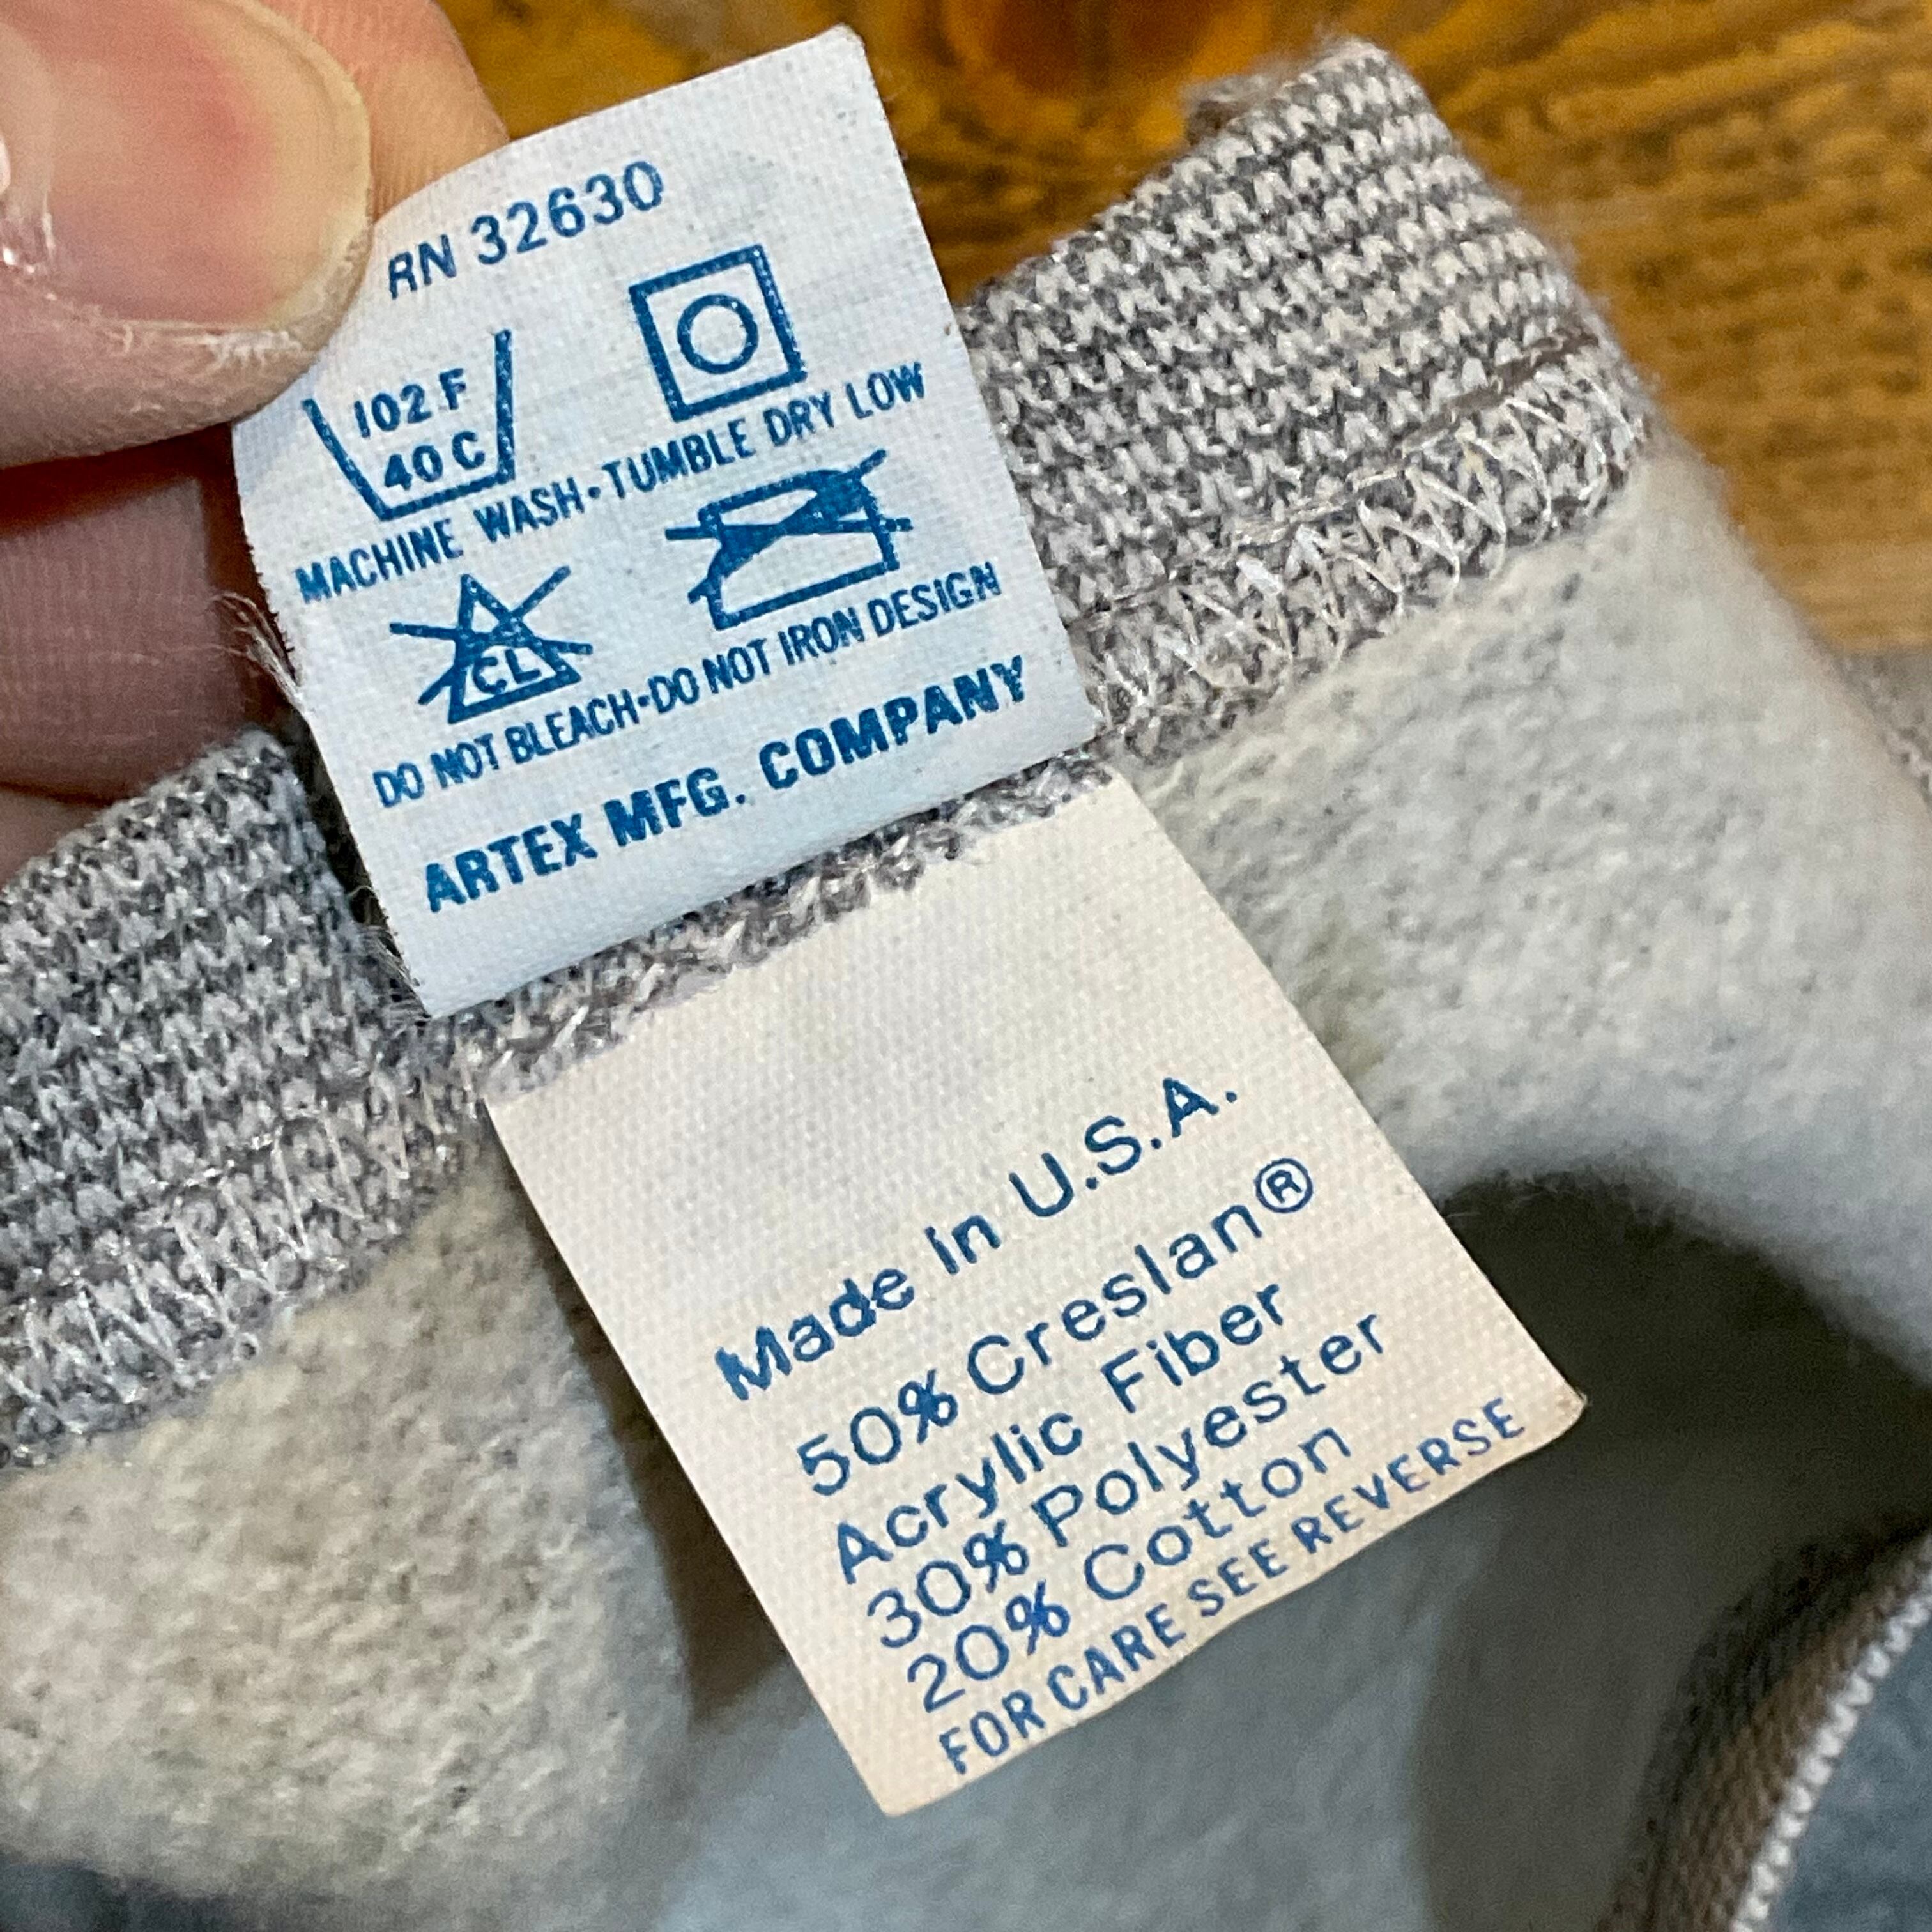 RN 32630
102 F
40 C
MACHINE WASH·TUMBLE DRY LOW
CL
DO NOT BLEACH·DO NOT IRON DESIGN
ARTEX MFG. COMPANY
Made in U.S.A.
50% Creslan®
Acrylic Fiber
30% Polyester
20% Cotton
FOR CARE SEE REVERSE